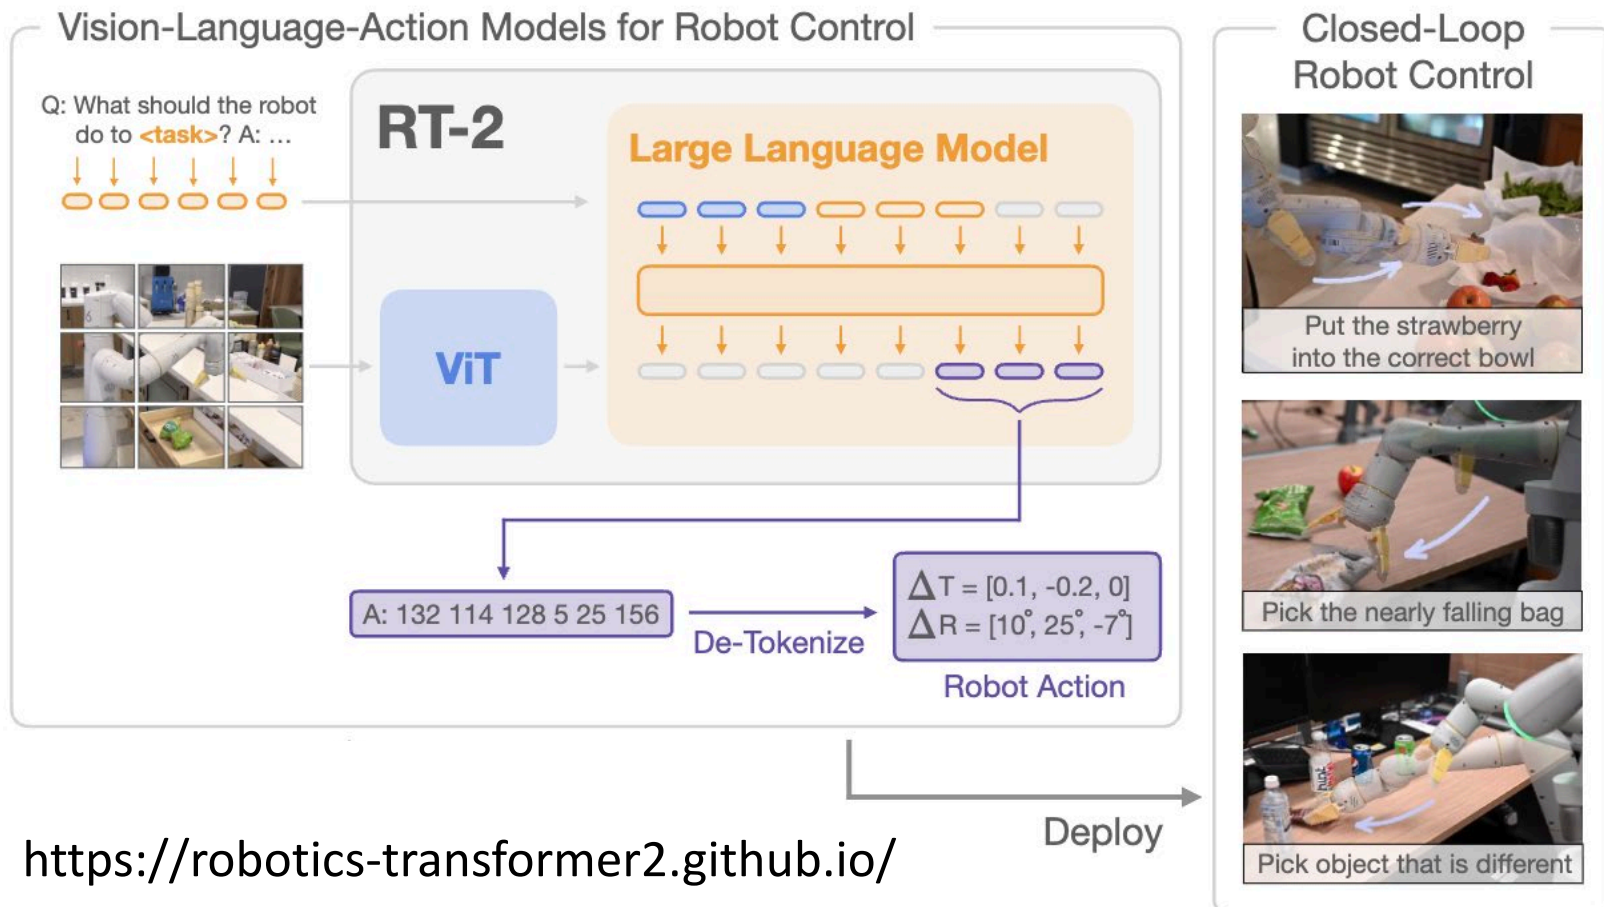 Vision-Language-Action Models for Robot Control
Q: What should the robot
do to <task>? A: …
RT-2
Large Language Model
ViT
A: 132 114 128 5 25 156
De-Tokenize
Δ T = [0.1, -0.2, 0]
Δ R = [10°, 25°, -7°]
Robot Action
Deploy
https://robotics-transformer2.github.io/
Closed-Loop
Robot Control
Put the strawberry
into the correct bowl
Pick the nearly falling bag
Pick object that is different